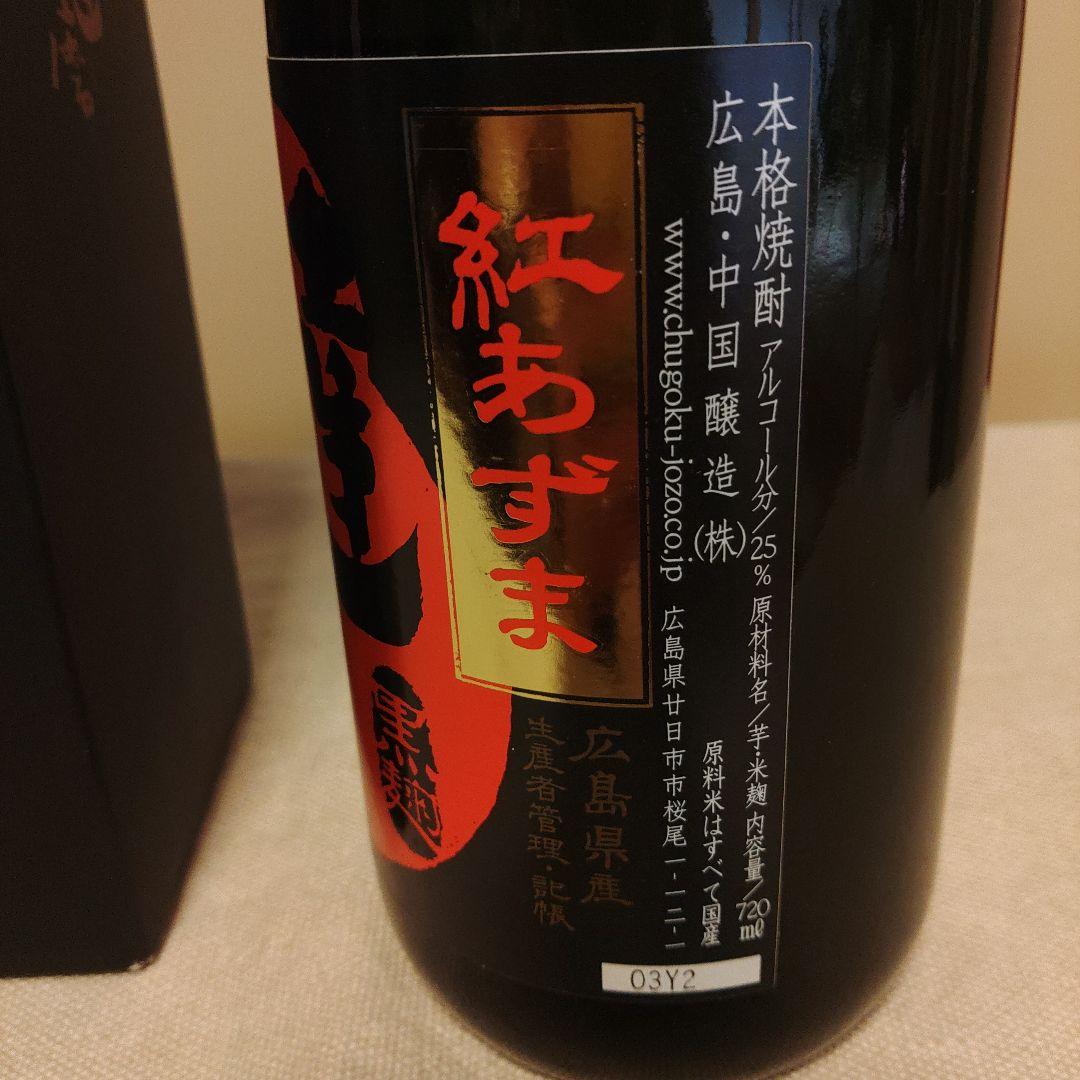 本格焼酎 アルコール分/25% 原材料名/芋・米麹 内容量/720㎖
広島・中国醸造(株)
原料米はすべて国産
www.chugoku-jozo.co.jp 広島県廿日市市桜尾一-一二-一
紅あずま
広島県産
生産者管理・記帳
黒麹
03Y2